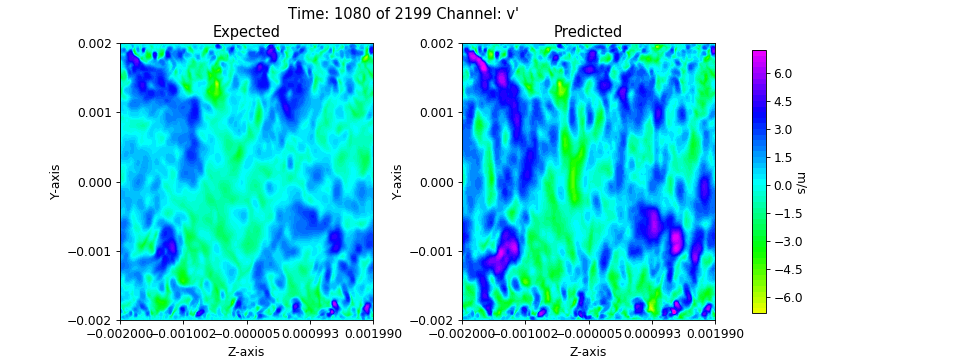 Time: 1080 of 2199 Channel: v'
Expected
Predicted
0.002
0.001
0.000
−0.001
−0.002
Y-axis
−0.002000 −0.001002 −0.000005 0.000993 0.001990
Z-axis
0.002
0.001
0.000
−0.001
−0.002
Y-axis
−0.002000 −0.001002 −0.000005 0.000993 0.001990
Z-axis
6.0
4.5
3.0
1.5
0.0
−1.5
−3.0
−4.5
−6.0
m/s